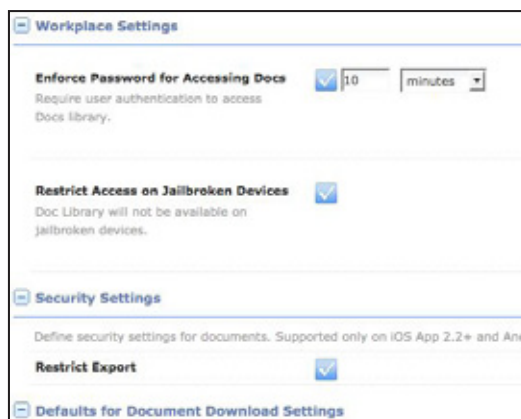 Workplace Settings
Enforce Password for Accessing Docs
10 minutes
Require user authentication to access
Docs library.
Restrict Access on Jailbroken Devices
Doc Library will not be available on
jailbroken devices.
Security Settings
Define security settings for documents. Supported only on iOS App 2.2+ and
Restrict Export
Defaults for Document Download Settings